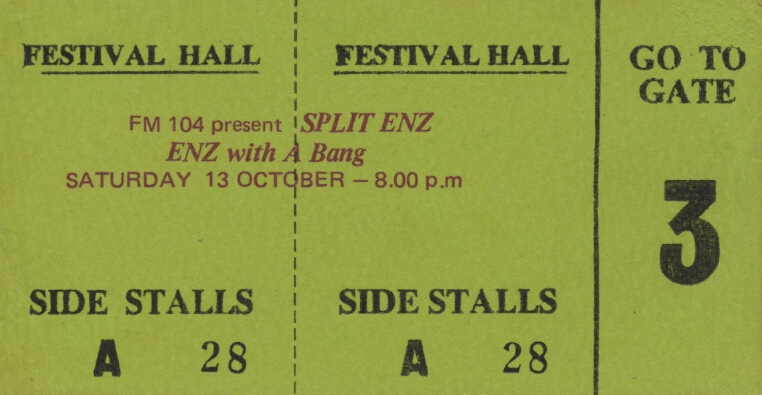 FESTIVAL HALL
FESTIVAL HALL
GO TO
GATE
3
FM 104 present SPLIT ENZ
ENZ with A Bang
SATURDAY 13 OCTOBER – 8.00 p.m
SIDE STALLS
SIDE STALLS
A 28
A 28